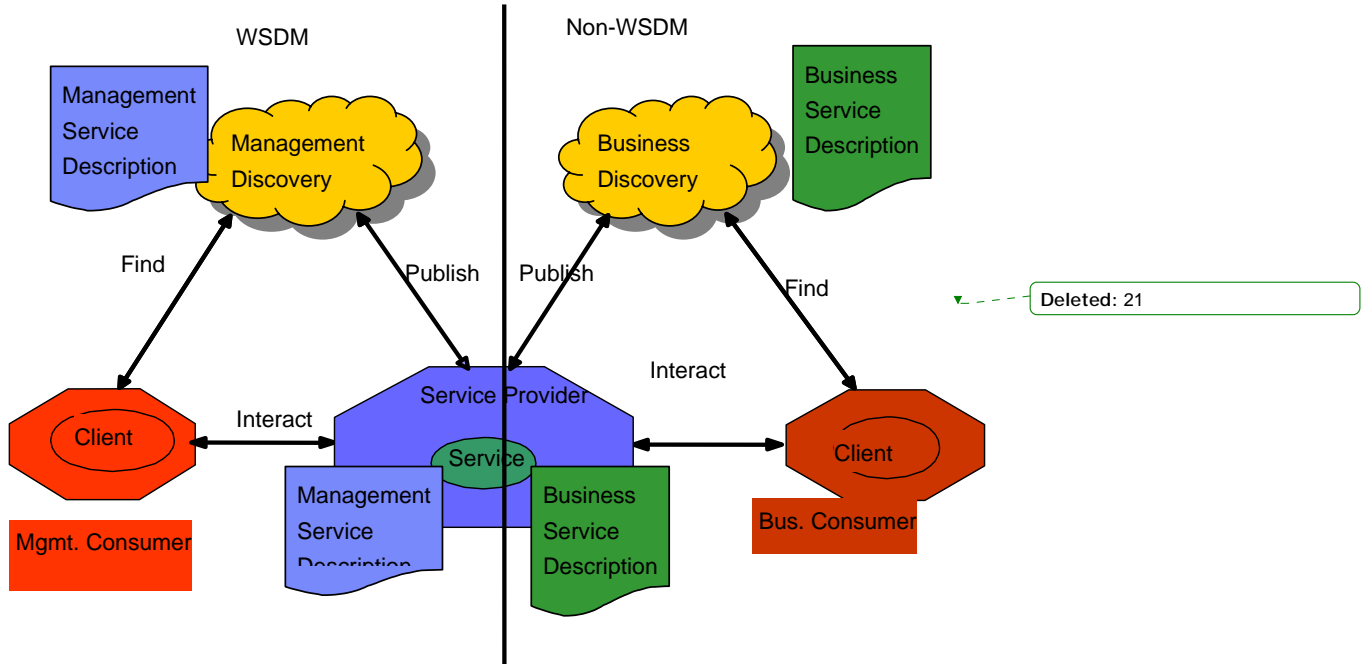 WSDM
Non-WSDM
Management
Service
Description
Management
Discovery
Business
Discovery
Business
Service
Description
Find
Publish
Publish
Find
Deleted: 21
Interact
Service Provider
Interact
Client
Service
Client
Management
Service
Description
Business
Service
Description
Mgmt. Consumer
Bus. Consumer